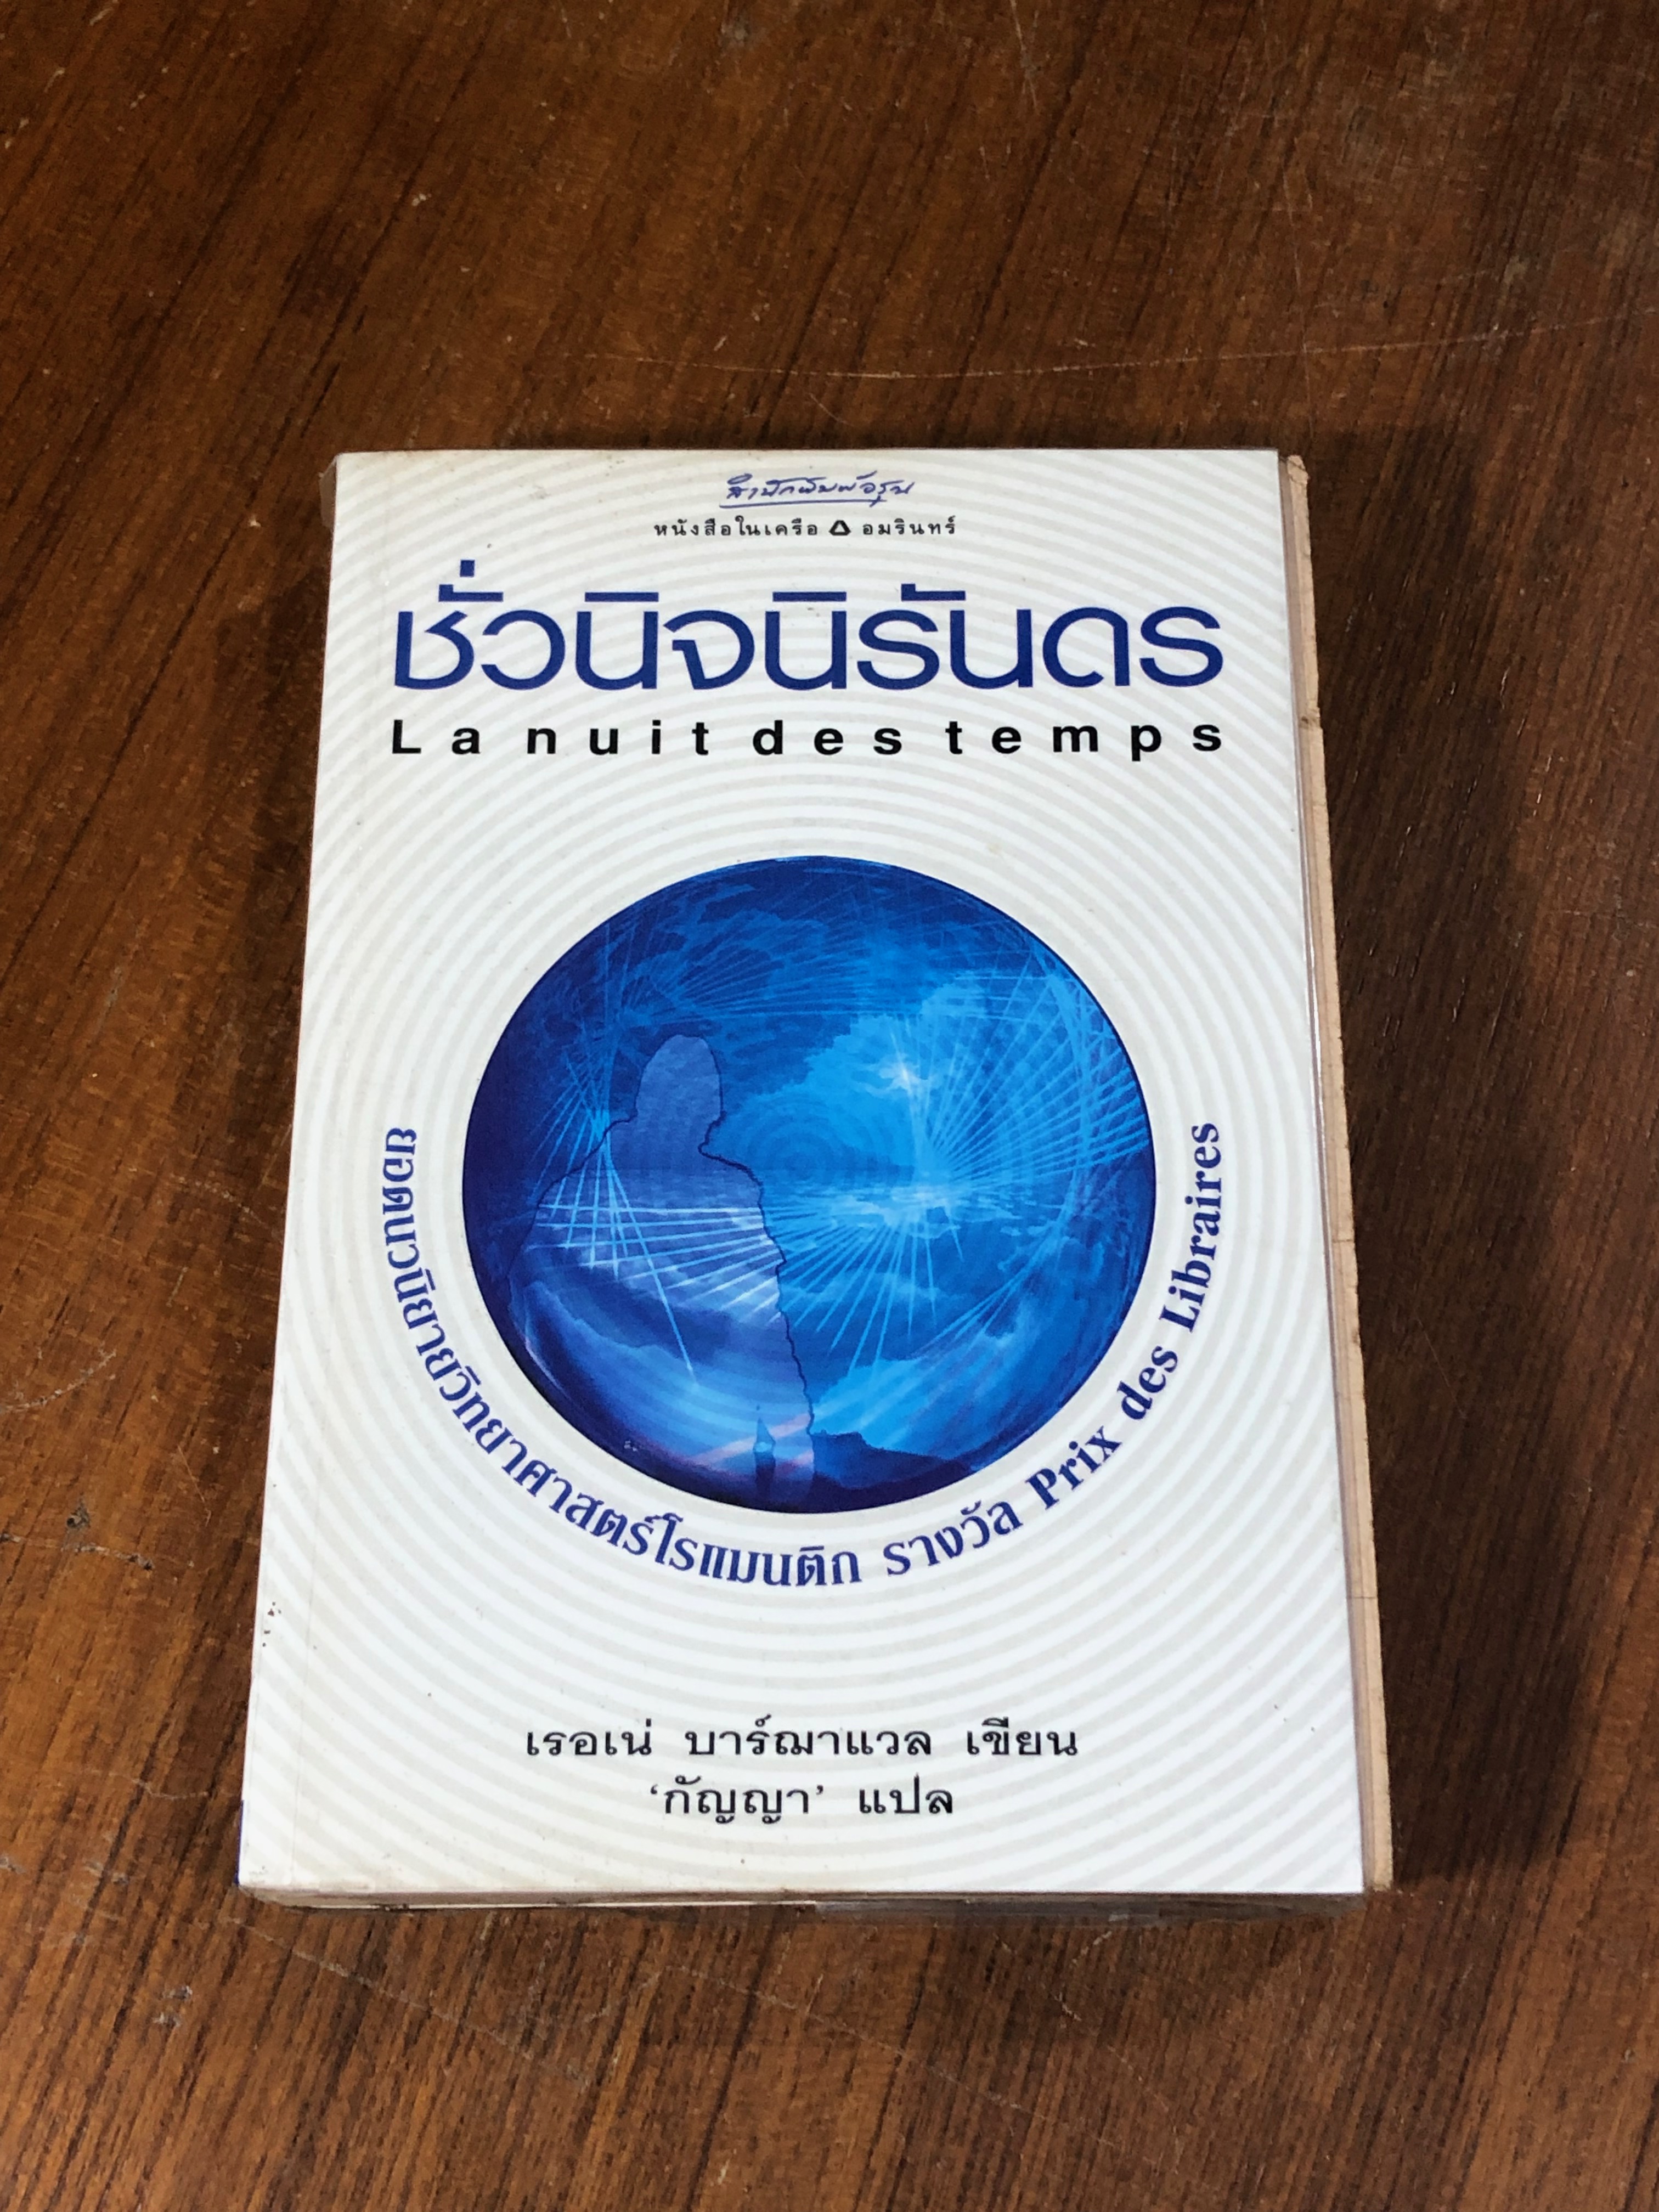 สำนักพิมพ์อรุณ
หนังสือในเครือ อมรินทร์
ชั่วนิจนิรันดร
La nuit des temps
ยอดนวนิยายวิทยาศาสตร์โรแมนติก รางวัล Prix des Libraires
เรอเน่ บาร์ฌาแวล เขียน
‘กัญญา’ แปล